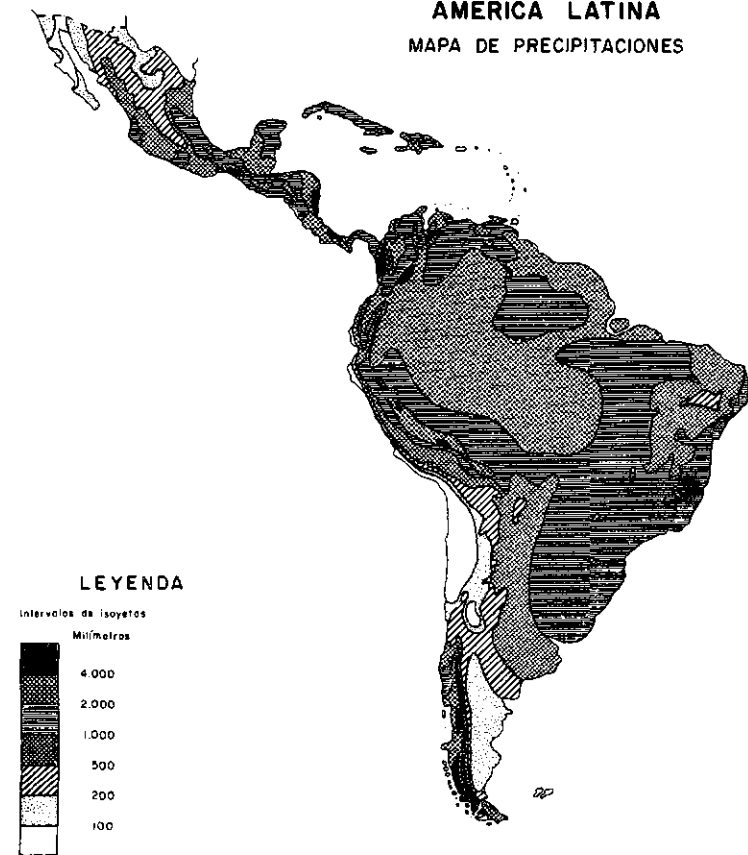 AMERICA LATINA
MAPA DE PRECIPITACIONES
LEYENDA
Intervalos de isoyetas
Milímetros
4.000
2.000
1.000
500
200
100